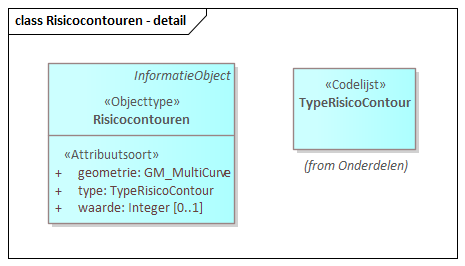 class Risicocontouren - detail
InformatieObject
«Objecttype»
Risicocontouren
«Attribuutsoort»
+ geometrie: GM_MultiCurve
+ type: TypeRisicoContour
+ waarde: Integer [0..1]
«Codelijst»
TypeRisicoContour
(from Onderdelen)